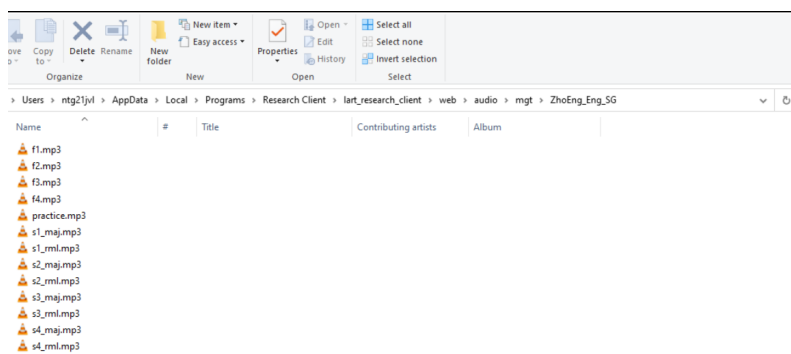 New item
Easy access
Open
Edit
History
Select all
Select none
Invert selection
ove
o
Copy
to
Delete
Rename
New
folder
Properties
Organize
New
Open
Select
> Users > ntg21jvl > AppData > Local > Programs > Research Client > lart_research_client > web > audio > mgt > ZhoEng_Eng_SG
Name # Title Contributing artists Album
f1.mp3
f2.mp3
f3.mp3
f4.mp3
practice.mp3
s1_maj.mp3
s1_rml.mp3
s2_maj.mp3
s2_rml.mp3
s3_maj.mp3
s3_rml.mp3
s4_maj.mp3
s4_rml.mp3